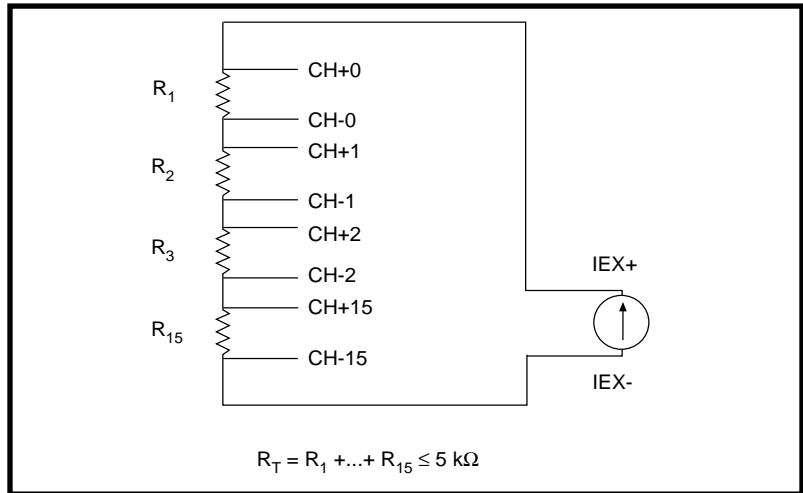 CH+0
R1
CH-0
CH+1
R2
CH-1
CH+2
R3
CH-2
IEX+
CH+15
R15
CH-15
IEX-
RT = R1 +...+ R15 ≤ 5 kΩ